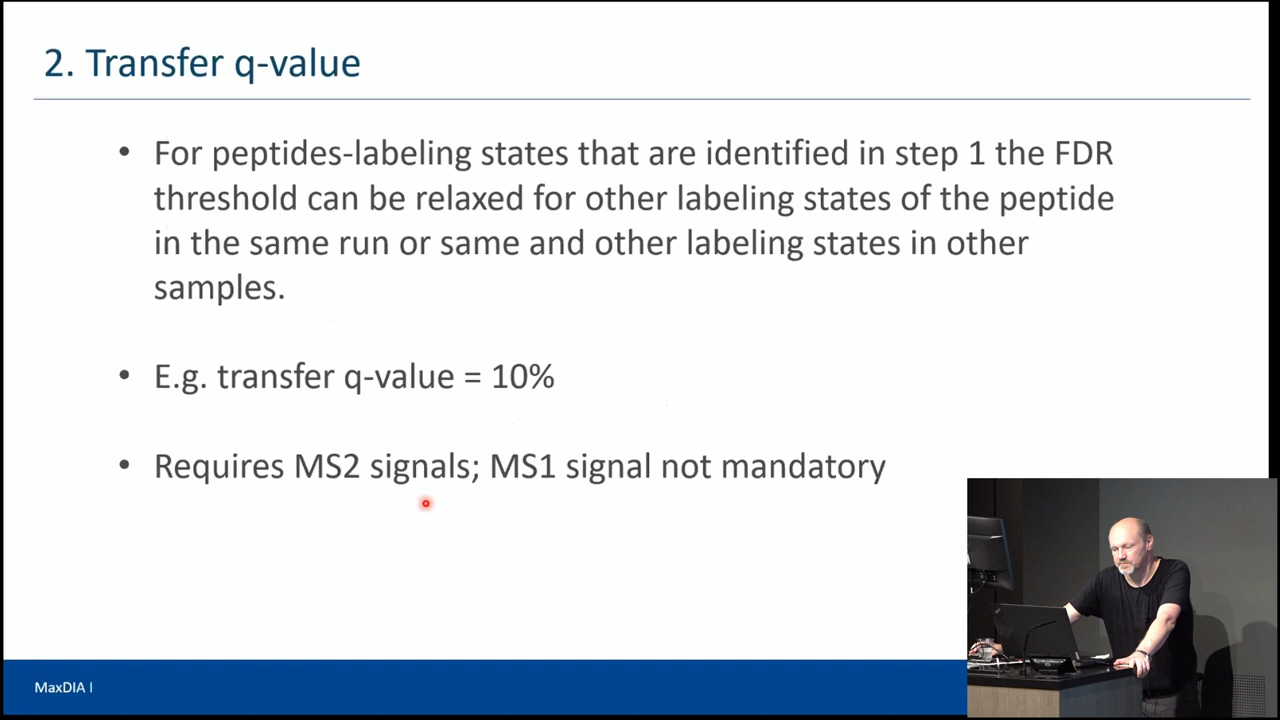 2. Transfer q-value
• For peptides-labeling states that are identified in step 1 the FDR
threshold can be relaxed for other labeling states of the peptide
in the same run or same and other labeling states in other
samples.
• E.g. transfer q-value = 10%
• Requires MS2 signals; MS1 signal not mandatory
MaxDIA |